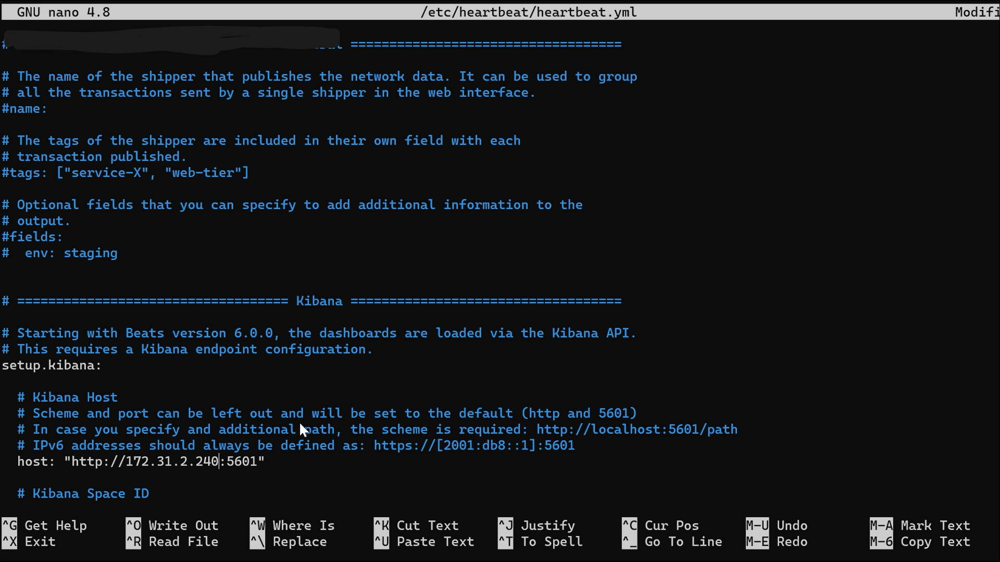 GNU nano 4.8 /etc/heartbeat/heartbeat.yml Modifi
# ===================================
# The name of the shipper that publishes the network data. It can be used to group
# all the transactions sent by a single shipper in the web interface.
#name:
# The tags of the shipper are included in their own field with each
# transaction published.
#tags: ["service-X", "web-tier"]
# Optional fields that you can specify to add additional information to the
# output.
#fields:
#  env: staging
# =================================== Kibana ===================================
# Starting with Beats version 6.0.0, the dashboards are loaded via the Kibana API.
# This requires a Kibana endpoint configuration.
setup.kibana:
# Kibana Host
# Scheme and port can be left out and will be set to the default (http and 5601)
# In case you specify and additional path, the scheme is required: http://localhost:5601/path
# IPv6 addresses should always be defined as: https://[2001:db8::1]:5601
host: "http://172.31.2.240:5601"
# Kibana Space ID
^G Get Help ^O Write Out ^W Where Is ^K Cut Text ^J Justify ^C Cur Pos M-U Undo M-A Mark Text
^X Exit ^R Read File ^\ Replace ^U Paste Text ^T To Spell ^_ Go To Line M-E Redo M-6 Copy Text